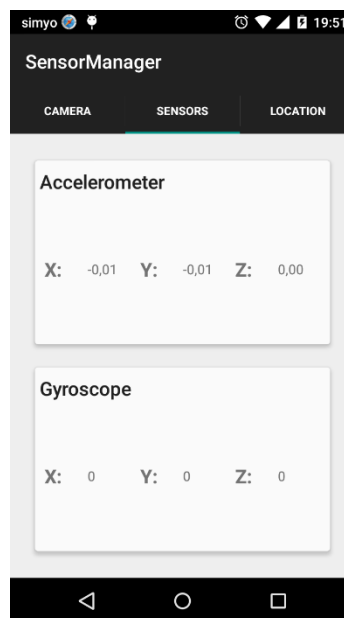 simyo 19:51
SensorManager
CAMERA SENSORS LOCATION
Accelerometer
X: -0,01 Y: -0,01 Z: 0,00
Gyroscope
X: 0 Y: 0 Z: 0